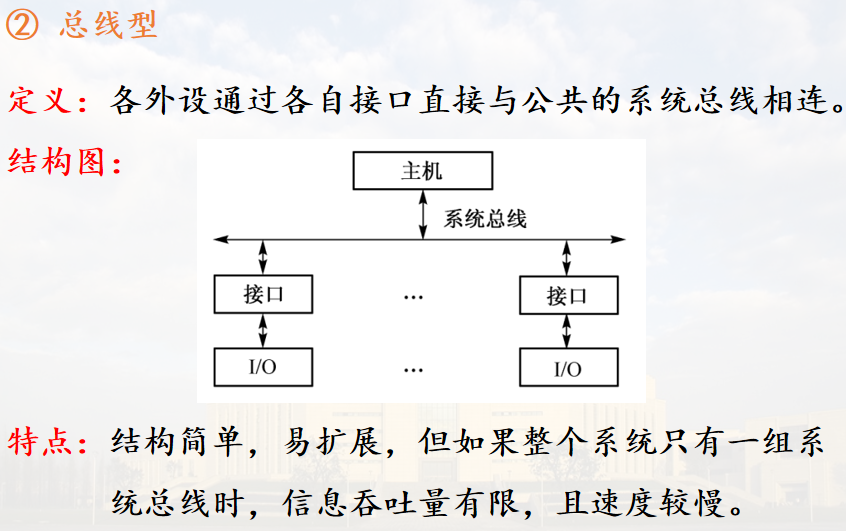 ② 总线型
定义：各外设通过各自接口直接与公共的系统总线相连。
结构图：
主机
系统总线
接口 … 接口
I/O … I/O
特点：结构简单，易扩展，但如果整个系统只有一组系
统总线时，信息吞吐量有限，且速度较慢。